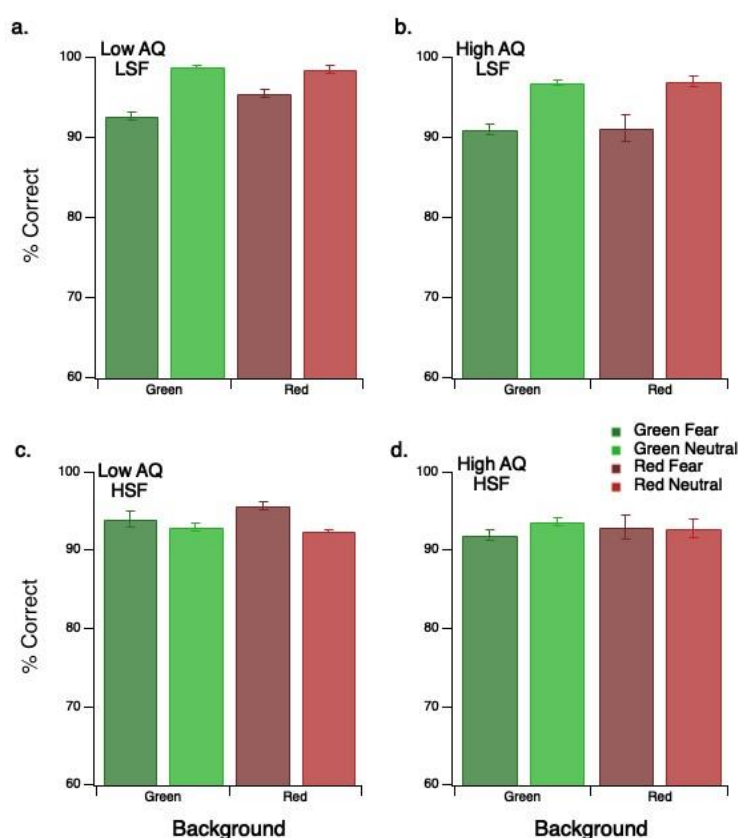 a.
Low AQ
LSF
100
90
80
70
60
% Correct
Green
Red
b.
High AQ
LSF
100
90
80
70
60
Green
Red
c.
Low AQ
HSF
100
90
80
70
60
% Correct
Green
Red
Background
d.
High AQ
HSF
Green Fear
Green Neutral
Red Fear
Red Neutral
100
90
80
70
60
Green
Red
Background